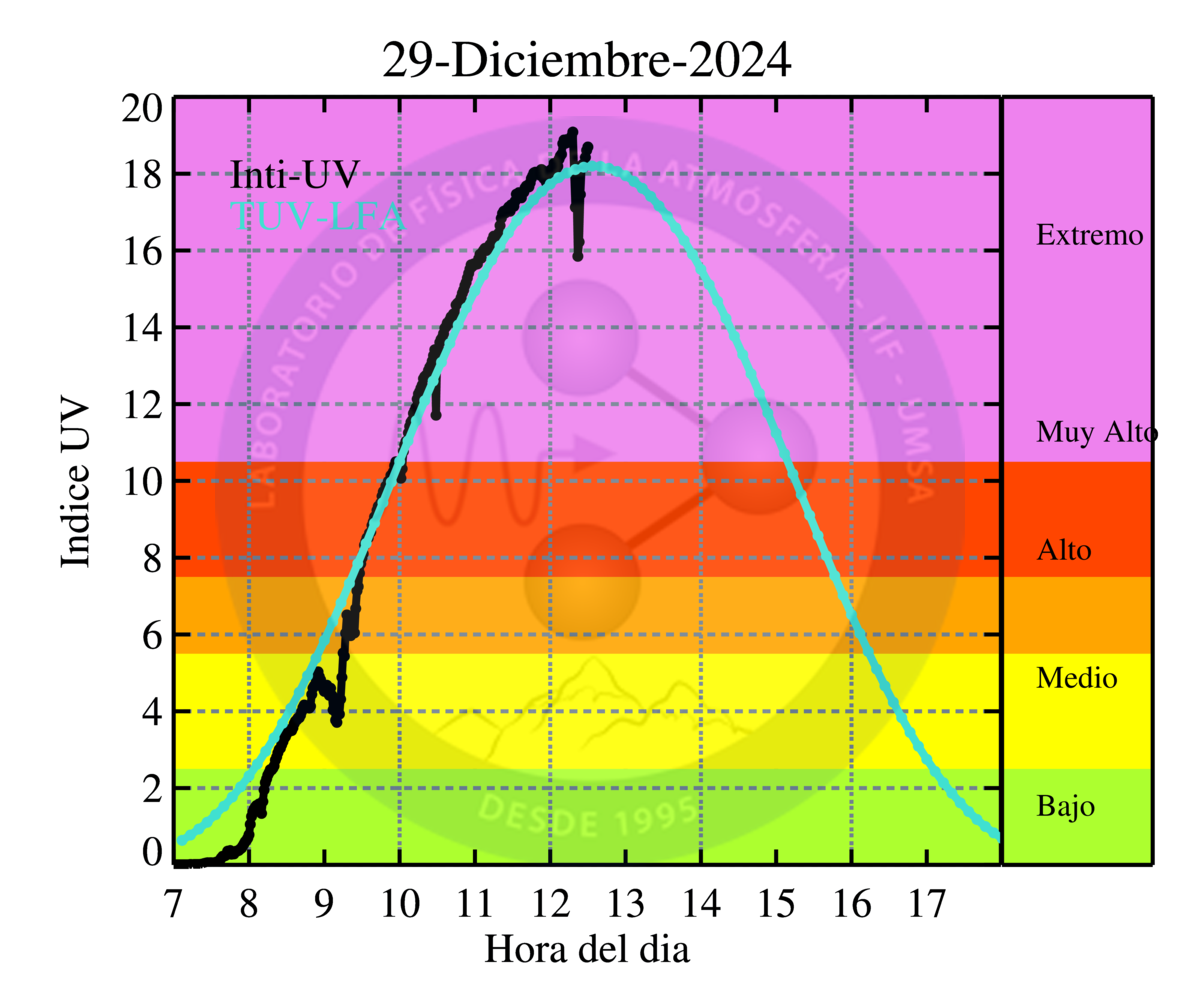 29-Diciembre-2024
20
18
16
14
12
10
8
6
4
2
0
Indice UV
Inti-UV
TUV-LFA
LABORATORIO DE FÍSICA DE LA ATMÓSFERA - IIF - UMSA
DESDE 1995
Extremo
Muy Alto
Alto
Medio
Bajo
7 8 9 10 11 12 13 14 15 16 17
Hora del dia